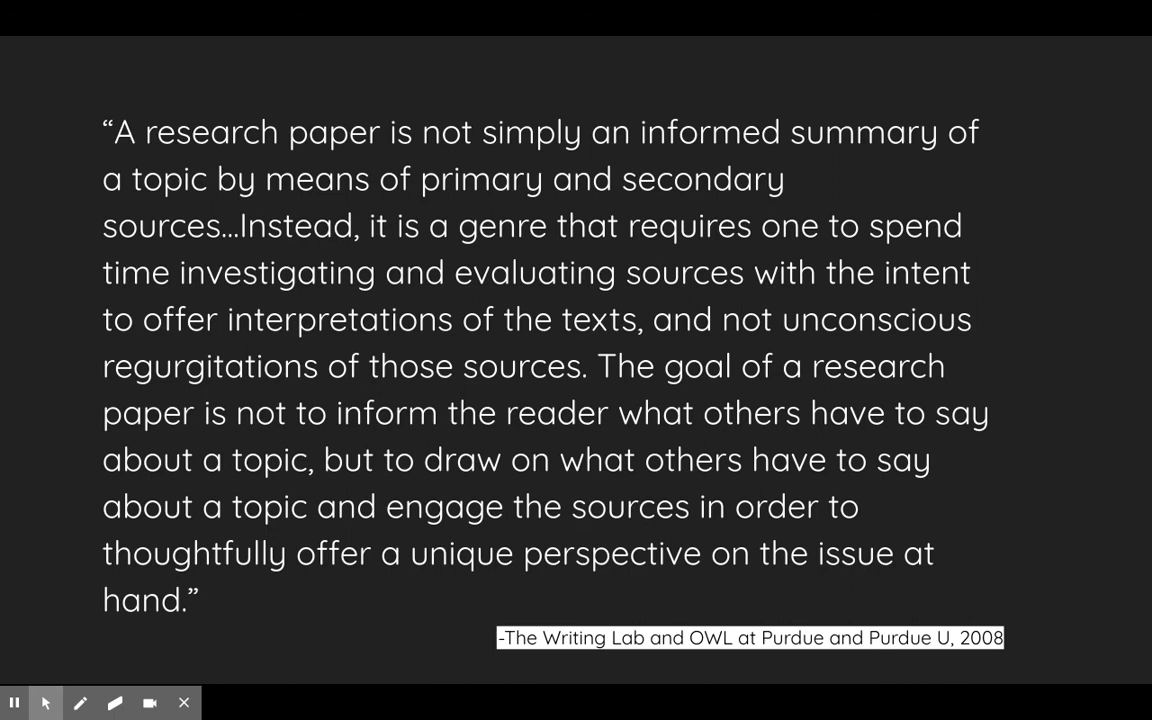 “A research paper is not simply an informed summary of
a topic by means of primary and secondary
sources...Instead, it is a genre that requires one to spend
time investigating and evaluating sources with the intent
to offer interpretations of the texts, and not unconscious
regurgitations of those sources. The goal of a research
paper is not to inform the reader what others have to say
about a topic, but to draw on what others have to say
about a topic and engage the sources in order to
thoughtfully offer a unique perspective on the issue at
hand.”
-The Writing Lab and OWL at Purdue and Purdue U, 2008